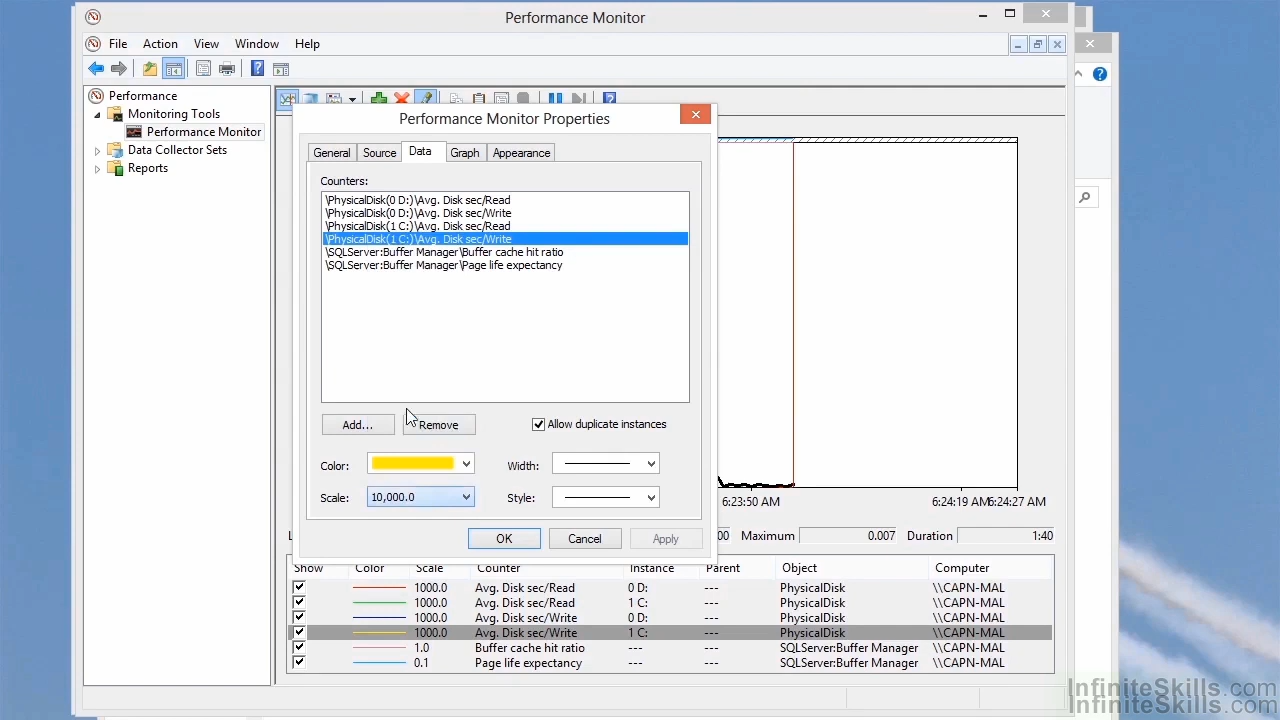 Performance Monitor
File Action View Window Help
Performance
Monitoring Tools
Performance Monitor
Data Collector Sets
Reports
Performance Monitor Properties
General Source Data Graph Appearance
Counters:
\PhysicalDisk(0 D:)\Avg. Disk sec/Read
\PhysicalDisk(0 D:)\Avg. Disk sec/Write
\PhysicalDisk(1 C:)\Avg. Disk sec/Read
\PhysicalDisk(1 C:)\Avg. Disk sec/Write
\SQLServer:Buffer Manager\Buffer cache hit ratio
\SQLServer:Buffer Manager\Page life expectancy
Add... Remove Allow duplicate instances
Color: Width:
Scale: 10,000.0 Style:
OK Cancel Apply
6:23:50 AM 6:24:19 AM 6:24:27 AM
Maximum 0.007 Duration 1:40
Show Color Scale Counter Instance Parent Object Computer
1000.0 Avg. Disk sec/Read 0 D: --- PhysicalDisk \\CAPN-MAL
1000.0 Avg. Disk sec/Read 1 C: --- PhysicalDisk \\CAPN-MAL
1000.0 Avg. Disk sec/Write 0 D: --- PhysicalDisk \\CAPN-MAL
1000.0 Avg. Disk sec/Write 1 C: --- PhysicalDisk \\CAPN-MAL
1.0 Buffer cache hit ratio --- --- SQLServer:Buffer Manager \\CAPN-MAL
0.1 Page life expectancy --- --- SQLServer:Buffer Manager \\CAPN-MAL
InfiniteSkills.com
InfiniteSkills.com